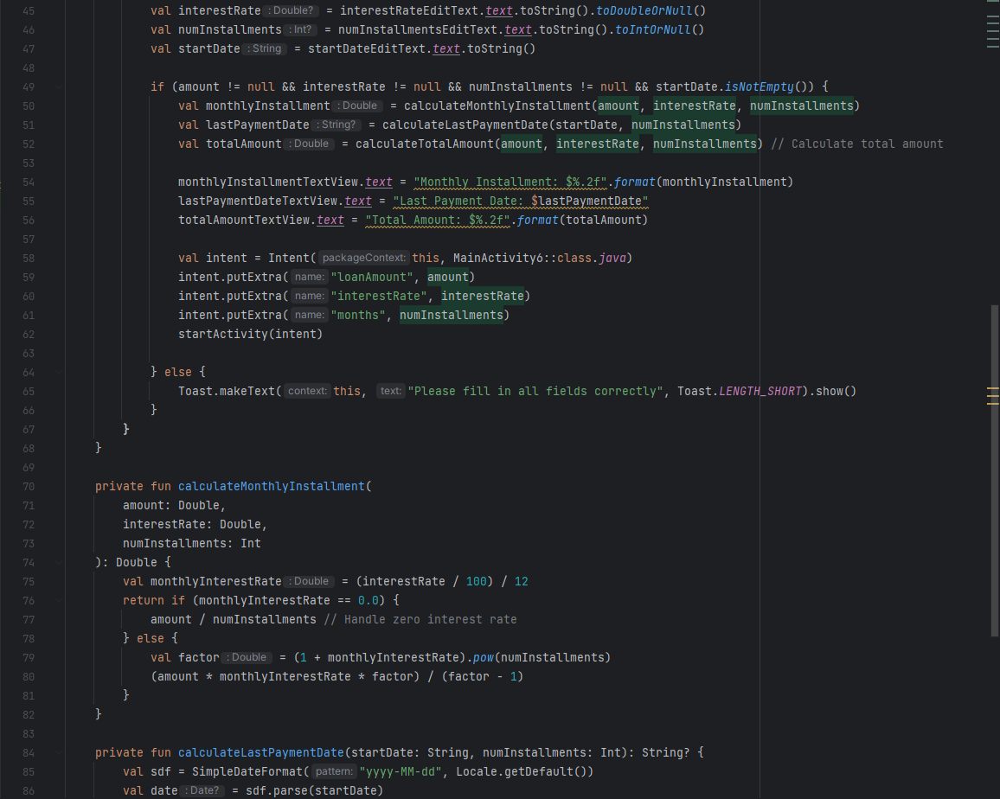 45 val interestRate : Double? = interestRateEditText.text.toString().toDoubleOrNull()
46 val numInstallments : Int? = numInstallmentsEditText.text.toString().toIntOrNull()
47 val startDate : String = startDateEditText.text.toString()
48
49 if (amount != null && interestRate != null && numInstallments != null && startDate.isNotEmpty()) {
50 val monthlyInstallment : Double = calculateMonthlyInstallment(amount, interestRate, numInstallments)
51 val lastPaymentDate : String? = calculateLastPaymentDate(startDate, numInstallments)
52 val totalAmount : Double = calculateTotalAmount(amount, interestRate, numInstallments) // Calculate total amount
53
54 monthlyInstallmentTextView.text = "Monthly Installment: $%.2f".format(monthlyInstallment)
55 lastPaymentDateTextView.text = "Last Payment Date: $lastPaymentDate"
56 totalAmountTextView.text = "Total Amount: $%.2f".format(totalAmount)
57
58 val intent = Intent( packageContext: this, MainActivity6::class.java)
59 intent.putExtra( name: "loanAmount", amount)
60 intent.putExtra( name: "interestRate", interestRate)
61 intent.putExtra( name: "months", numInstallments)
62 startActivity(intent)
63
64 } else {
65 Toast.makeText( context: this, text: "Please fill in all fields correctly", Toast.LENGTH_SHORT).show()
66 }
67 }
68 }
69
70 private fun calculateMonthlyInstallment(
71 amount: Double,
72 interestRate: Double,
73 numInstallments: Int
74 ): Double {
75 val monthlyInterestRate : Double = (interestRate / 100) / 12
76 return if (monthlyInterestRate == 0.0) {
77 amount / numInstallments // Handle zero interest rate
78 } else {
79 val factor : Double = (1 + monthlyInterestRate).pow(numInstallments)
80 (amount * monthlyInterestRate * factor) / (factor - 1)
81 }
82 }
83
84 private fun calculateLastPaymentDate(startDate: String, numInstallments: Int): String? {
85 val sdf = SimpleDateFormat( pattern: "yyyy-MM-dd", Locale.getDefault())
86 val date : Date? = sdf.parse(startDate)